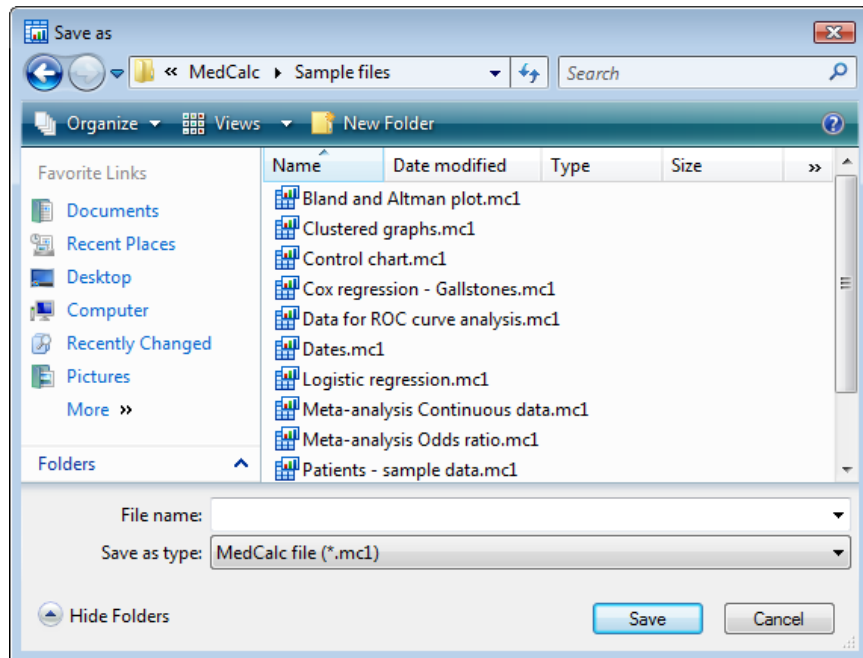 Save as
« MedCalc ▸ Sample files
Search
Organize
Views
New Folder
Favorite Links
Documents
Recent Places
Desktop
Computer
Recently Changed
Pictures
More »
Folders
Name Date modified Type Size »
Bland and Altman plot.mc1
Clustered graphs.mc1
Control chart.mc1
Cox regression - Gallstones.mc1
Data for ROC curve analysis.mc1
Dates.mc1
Logistic regression.mc1
Meta-analysis Continuous data.mc1
Meta-analysis Odds ratio.mc1
Patients - sample data.mc1
File name:
Save as type: MedCalc file (*.mc1)
Hide Folders
Save
Cancel